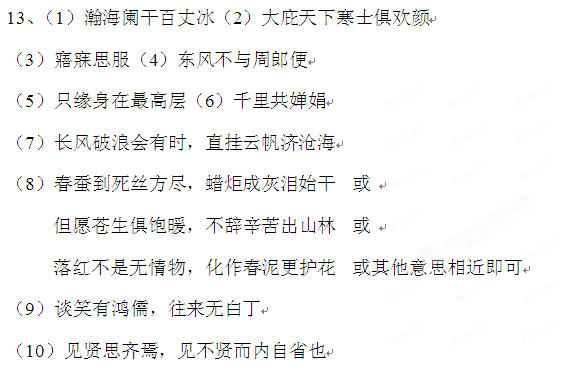 13、（1）瀚海阑干百丈冰（2）大庇天下寒士俱欢颜
（3）寤寐思服（4）东风不与周郎便
（5）只缘身在最高层（6）千里共婵娟
（7）长风破浪会有时，直挂云帆济沧海
（8）春蚕到死丝方尽，蜡炬成灰泪始干 或
但愿苍生俱饱暖，不辞辛苦出山林 或
落红不是无情物，化作春泥更护花 或其他意思相近即可
（9）谈笑有鸿儒，往来无白丁
（10）见贤思齐焉，见不贤而内自省也